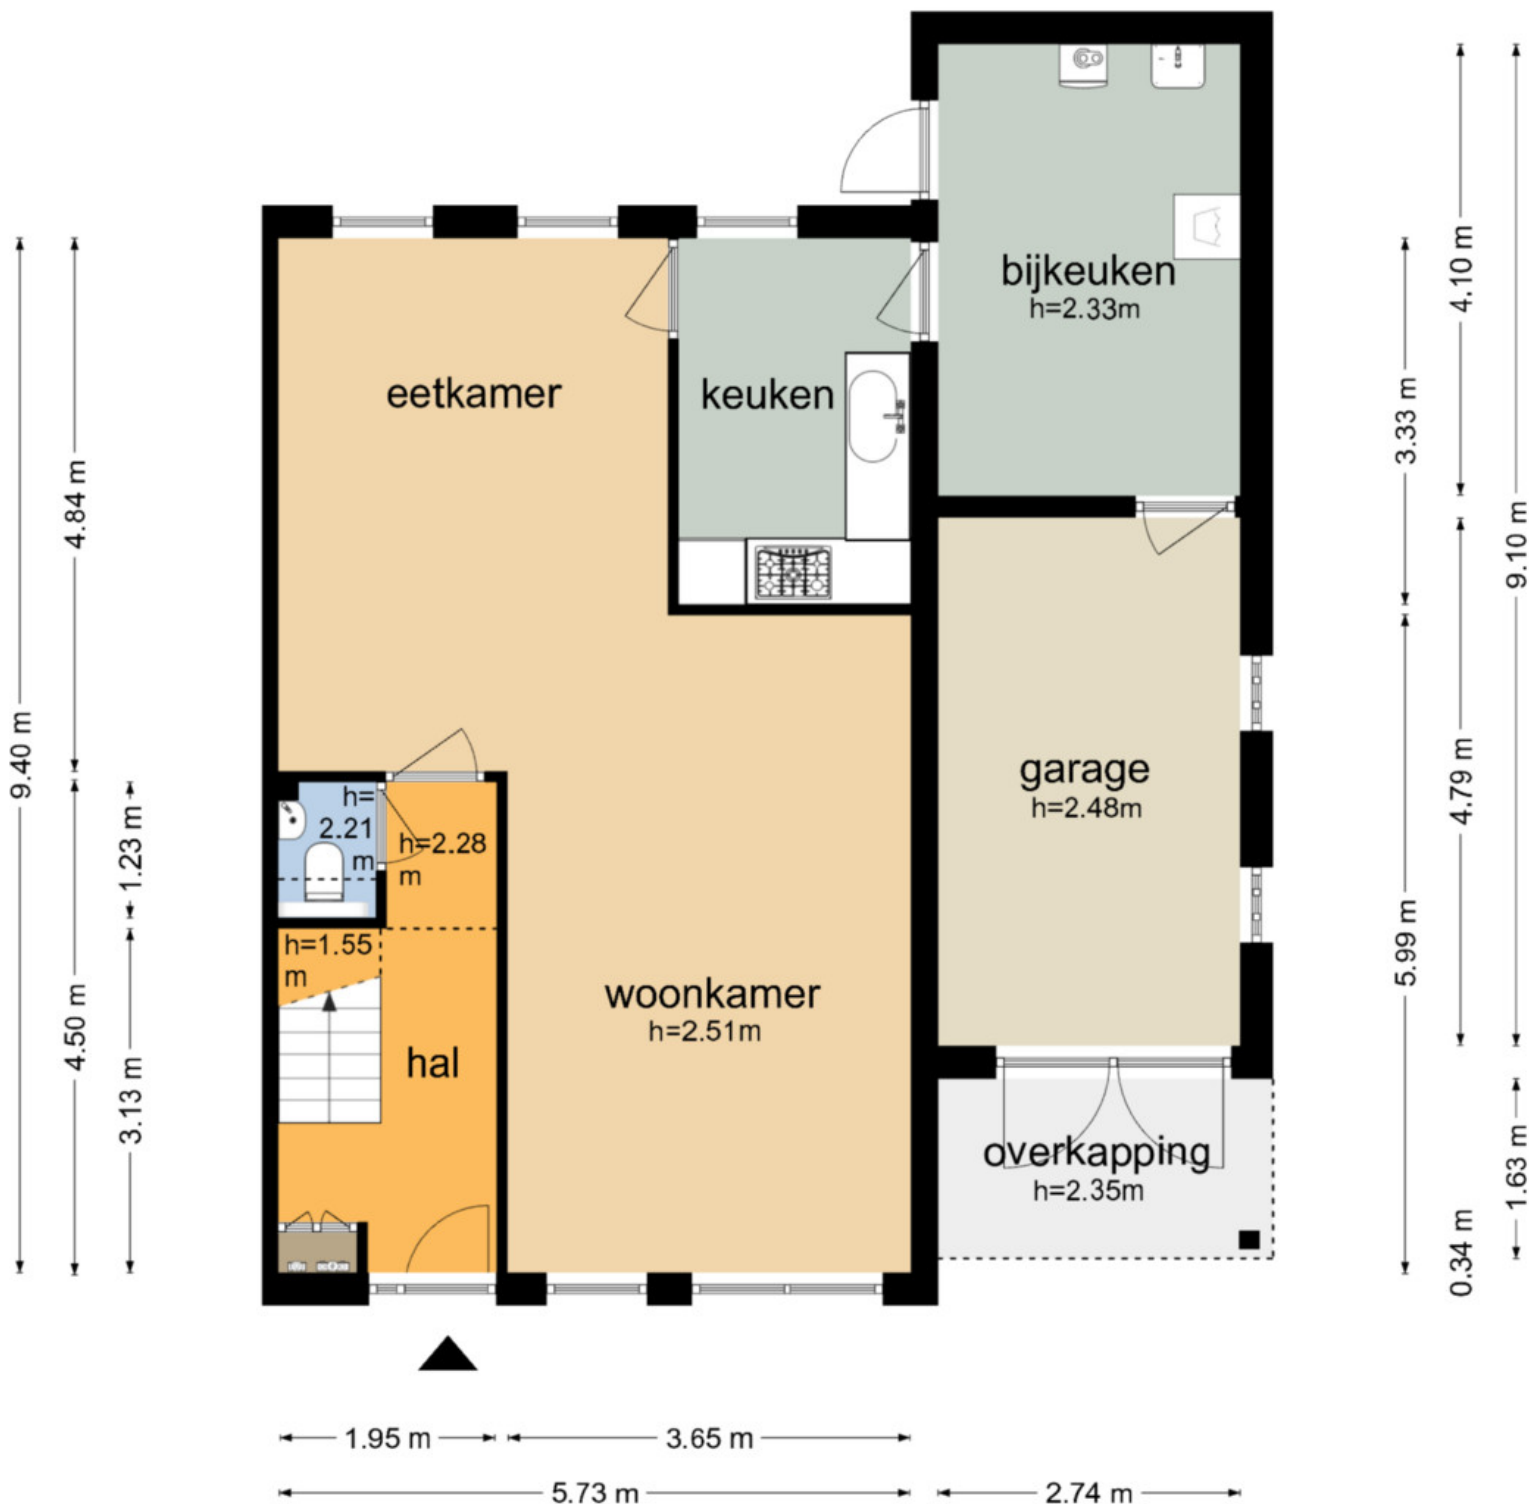 bijkeuken
h=2.33m
eetkamer
keuken
garage
h=2.48m
h=
2.21
m
h=2.28
m
h=1.55
m
hal
woonkamer
h=2.51m
overkapping
h=2.35m
9.40 m
4.84 m
4.50 m
1.23 m
3.13 m
3.33 m
5.99 m
4.10 m
4.79 m
0.34 m
9.10 m
1.63 m
1.95 m
3.65 m
5.73 m
2.74 m